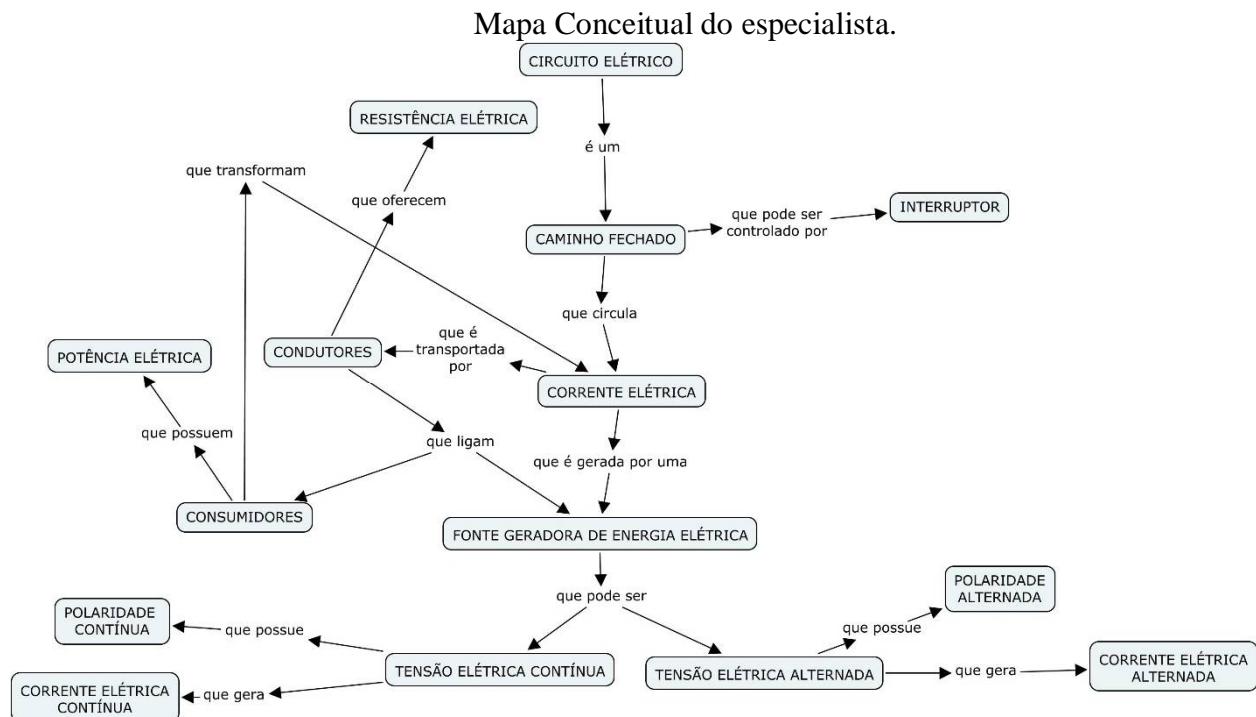 Mapa Conceitual do especialista.
CIRCUITO ELÉTRICO
RESISTÊNCIA ELÉTRICA
é um
que transformam
que oferecem
que pode ser
controlado por
INTERRUPTOR
CAMINHO FECHADO
que circula
que é
transportada
por
CONDUTORES
POTÊNCIA ELÉTRICA
CORRENTE ELÉTRICA
que possuem
que ligam
que é gerada por uma
CONSUMIDORES
FONTE GERADORA DE ENERGIA ELÉTRICA
que pode ser
POLARIDADE
ALTERNADA
POLARIDADE
CONTÍNUA
que possue
que possue
TENSÃO ELÉTRICA CONTÍNUA
TENSÃO ELÉTRICA ALTERNADA
que gera
CORRENTE ELÉTRICA
ALTERNADA
CORRENTE ELÉTRICA
CONTÍNUA
que gera